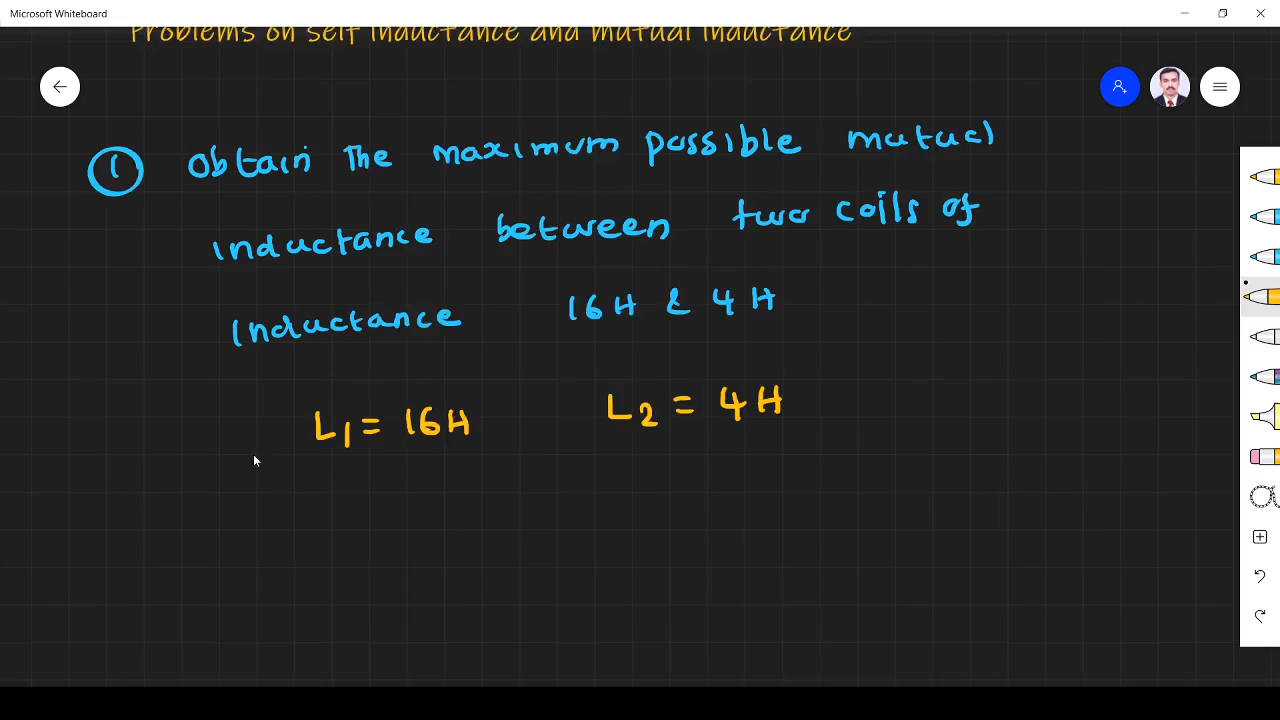 Microsoft Whiteboard
Problems on self inductance and mutual inductance
1 Obtain the maximum possible mutual
inductance between two coils of
inductance 16H & 4H
L1 = 16H L2 = 4H